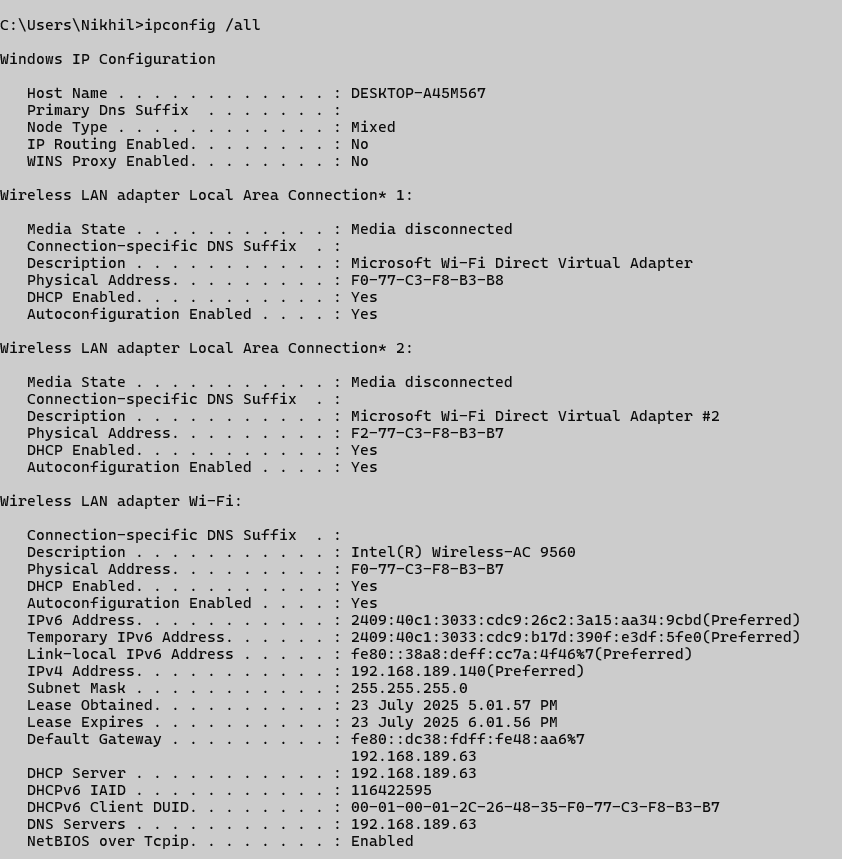 C:\Users\Nikhil>ipconfig /all
Windows IP Configuration
Host Name . . . . . . . . . . . . : DESKTOP-A45M567
Primary Dns Suffix  . . . . . . . :
Node Type . . . . . . . . . . . . : Mixed
IP Routing Enabled. . . . . . . . : No
WINS Proxy Enabled. . . . . . . . : No
Wireless LAN adapter Local Area Connection* 1:
Media State . . . . . . . . . . . : Media disconnected
Connection-specific DNS Suffix  . :
Description . . . . . . . . . . . : Microsoft Wi-Fi Direct Virtual Adapter
Physical Address. . . . . . . . . : F0-77-C3-F8-B3-B8
DHCP Enabled. . . . . . . . . . . : Yes
Autoconfiguration Enabled . . . . : Yes
Wireless LAN adapter Local Area Connection* 2:
Media State . . . . . . . . . . . : Media disconnected
Connection-specific DNS Suffix  . :
Description . . . . . . . . . . . : Microsoft Wi-Fi Direct Virtual Adapter #2
Physical Address. . . . . . . . . : F2-77-C3-F8-B3-B7
DHCP Enabled. . . . . . . . . . . : Yes
Autoconfiguration Enabled . . . . : Yes
Wireless LAN adapter Wi-Fi:
Connection-specific DNS Suffix  . :
Description . . . . . . . . . . . : Intel(R) Wireless-AC 9560
Physical Address. . . . . . . . . : F0-77-C3-F8-B3-B7
DHCP Enabled. . . . . . . . . . . : Yes
Autoconfiguration Enabled . . . . : Yes
IPv6 Address. . . . . . . . . . . : 2409:40c1:3033:cdc9:26c2:3a15:aa34:9cbd(Preferred)
Temporary IPv6 Address. . . . . . : 2409:40c1:3033:cdc9:b17d:390f:e3df:5fe0(Preferred)
Link-local IPv6 Address . . . . . : fe80::38a8:deff:cc7a:4f46%7(Preferred)
IPv4 Address. . . . . . . . . . . : 192.168.189.140(Preferred)
Subnet Mask . . . . . . . . . . . : 255.255.255.0
Lease Obtained. . . . . . . . . . : 23 July 2025 5.01.57 PM
Lease Expires . . . . . . . . . . : 23 July 2025 6.01.56 PM
Default Gateway . . . . . . . . . : fe80::dc38:fdff:fe48:aa6%7
192.168.189.63
DHCP Server . . . . . . . . . . . : 192.168.189.63
DHCPv6 IAID . . . . . . . . . . . : 116422595
DHCPv6 Client DUID. . . . . . . . : 00-01-00-01-2C-26-48-35-F0-77-C3-F8-B3-B7
DNS Servers . . . . . . . . . . . : 192.168.189.63
NetBIOS over Tcpip. . . . . . . . : Enabled